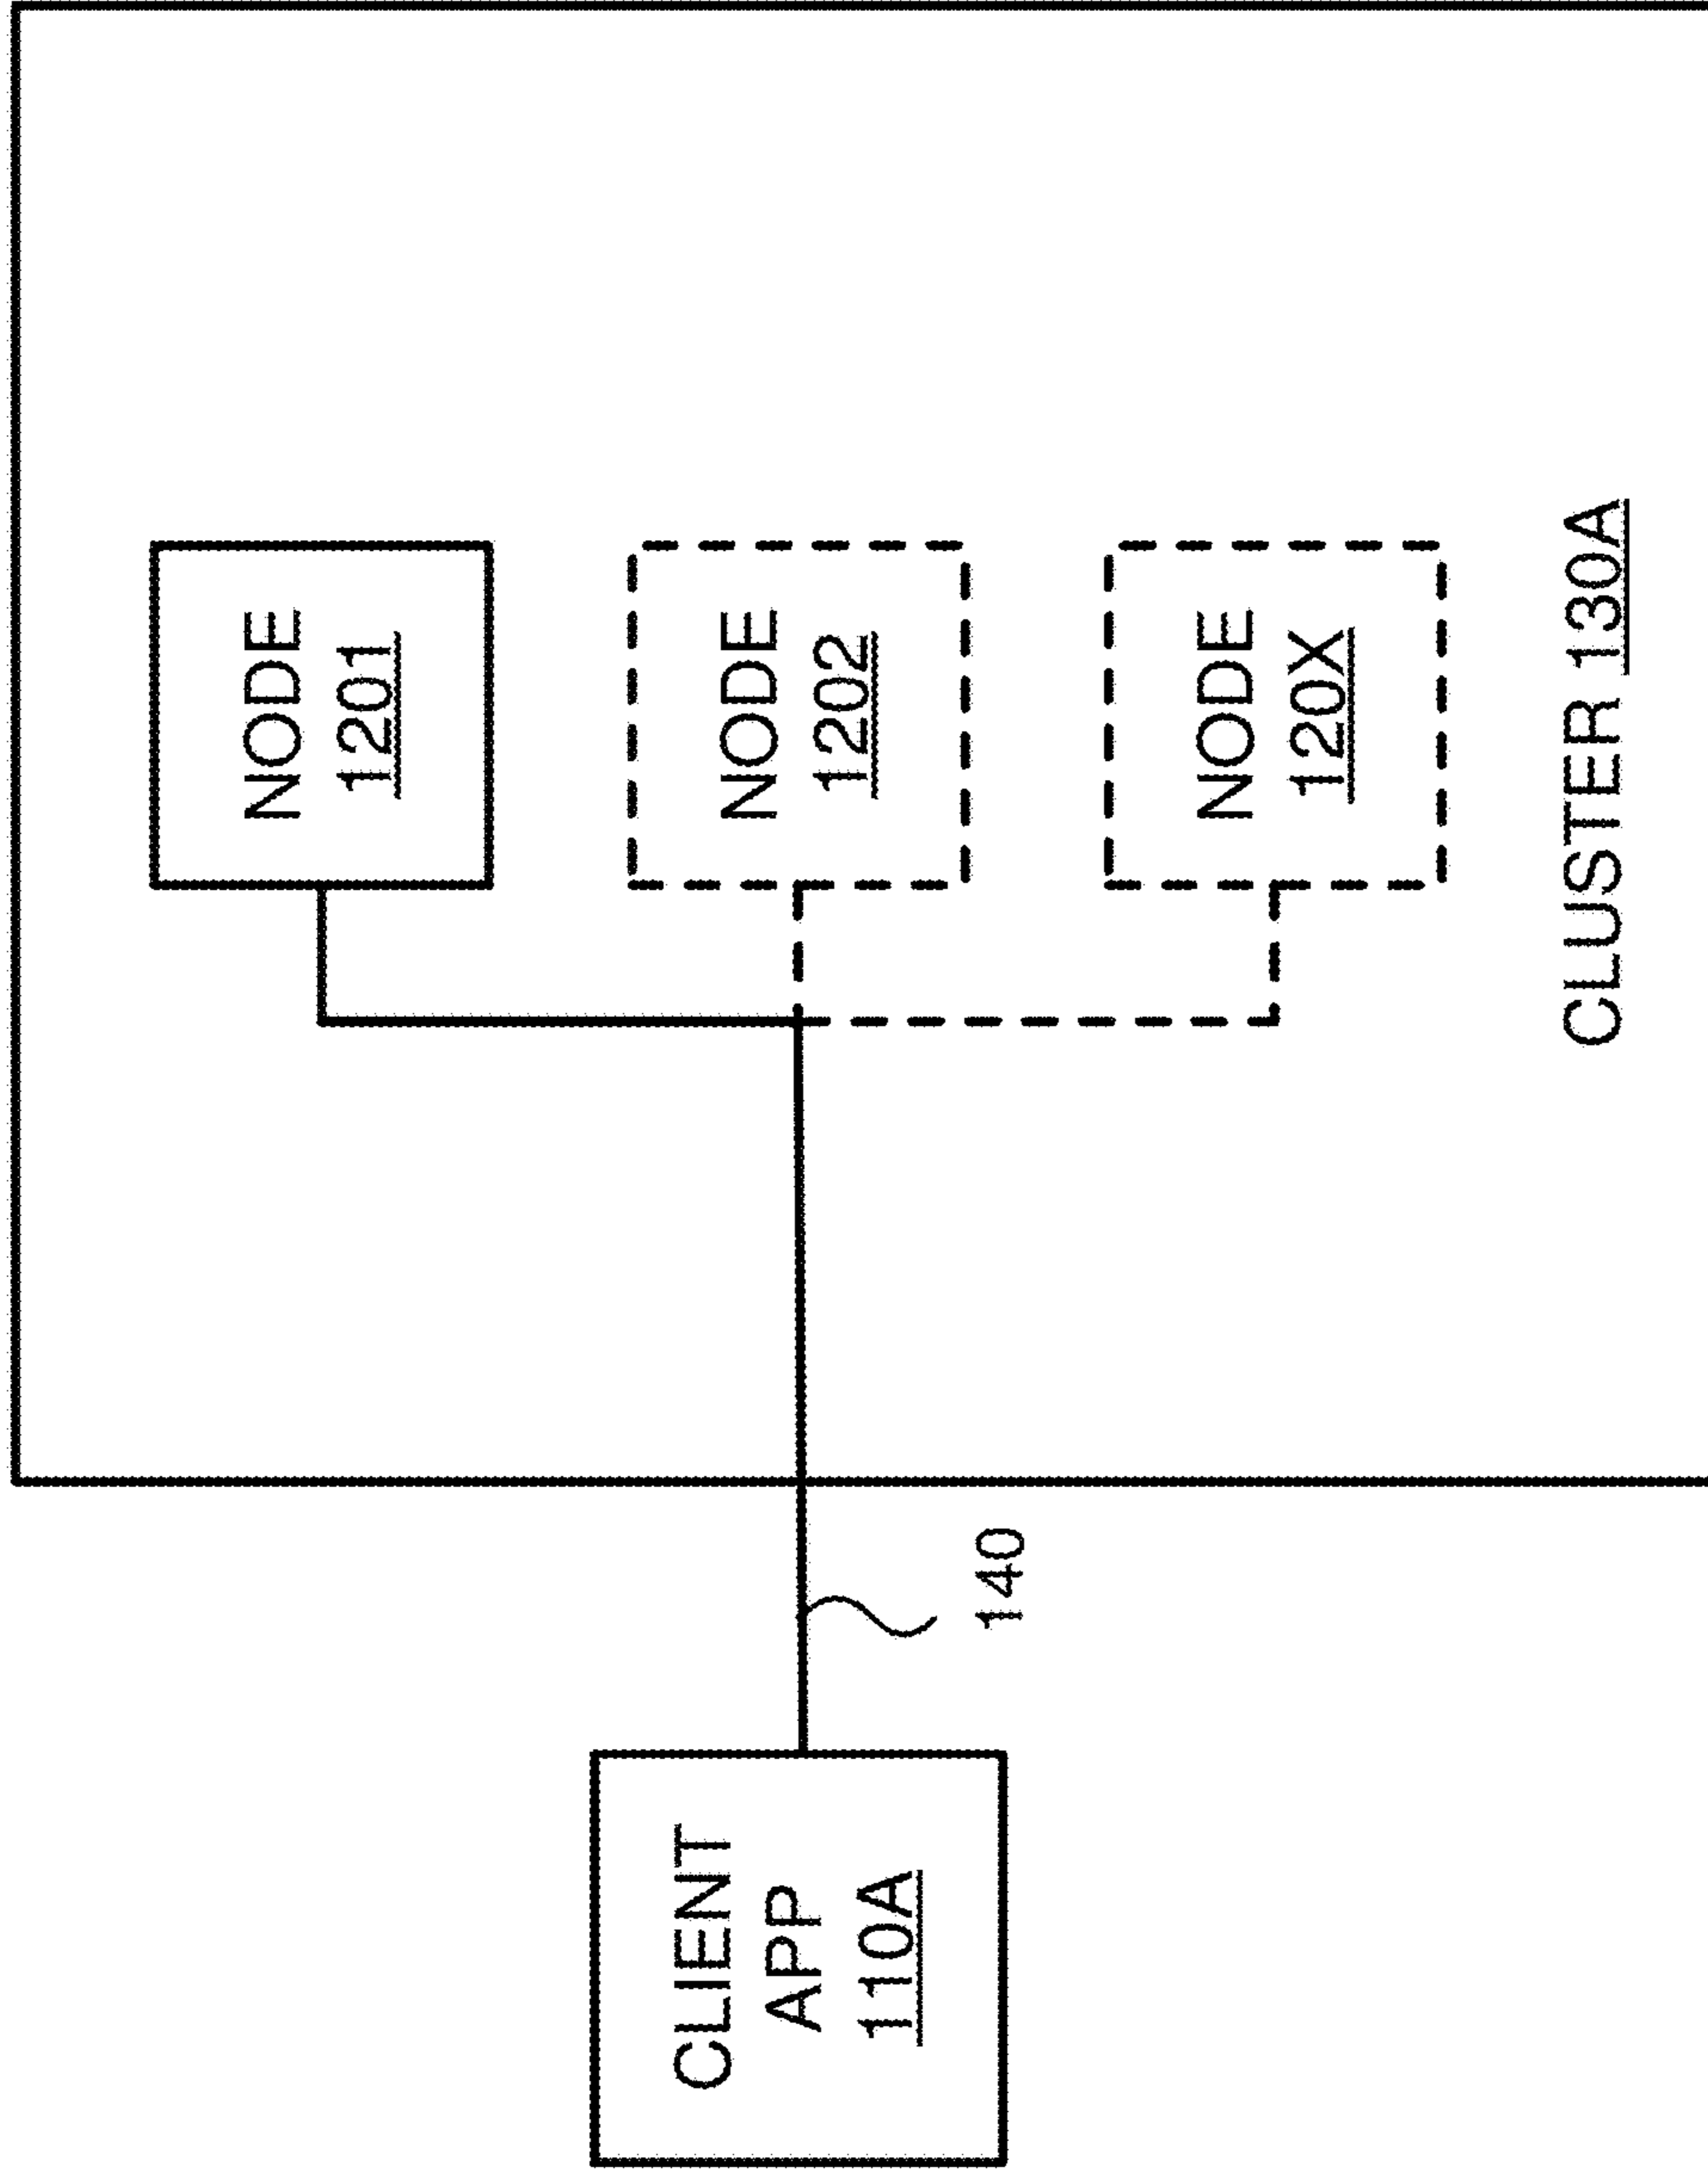 CLIENT
APP
110A
140
NODE
1201
NODE
1202
NODE
120X
CLUSTER 130A